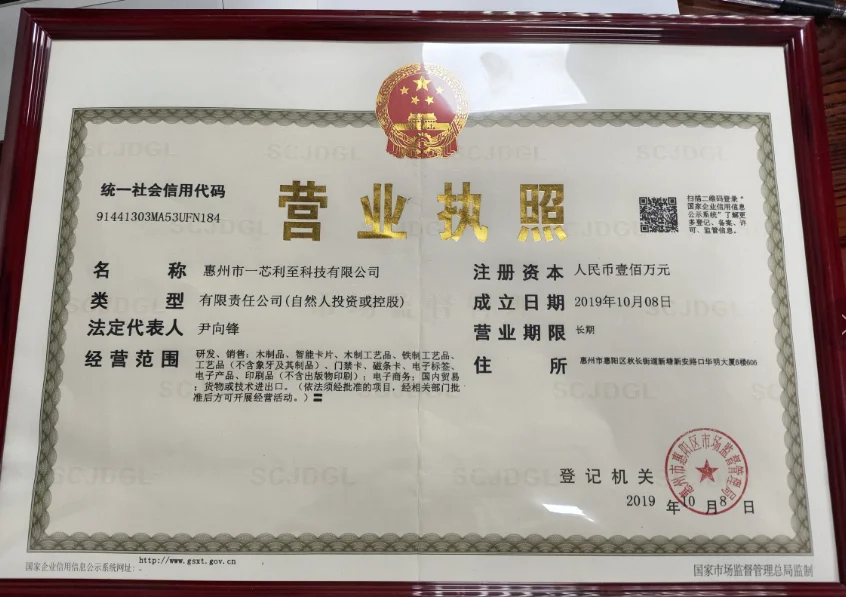 统一社会信用代码
91441303MA53UFN184
营业执照
扫描二维码登录“
国家企业信用信息
公示系统”了解更
多登记、备案、许
可、监管信息。
名称 惠州市一芯利至科技有限公司
类型 有限责任公司(自然人投资或控股)
法定代表人 尹向锋
经营范围 研发、销售:木制品、智能卡片、木制工艺品、铁制工艺品、
工艺品(不含象牙及其制品)、门禁卡、磁条卡、电子标签、
电子产品、印刷品(不含出版物印刷);电子商务;国内贸易
;货物或技术进出口。(依法须经批准的项目,经相关部门批
准后方可开展经营活动。)
注册资本 人民币壹佰万元
成立日期 2019年10月08日
营业期限 长期
住所 惠州市惠阳区秋长街道新塘新安路口华明大厦6楼606
登记机关
惠州市惠阳区市场监督管理局
2019年10月8日
国家企业信用信息公示系统网址: http://www.gsxt.gov.cn
国家市场监督管理总局监制
SCJDGL